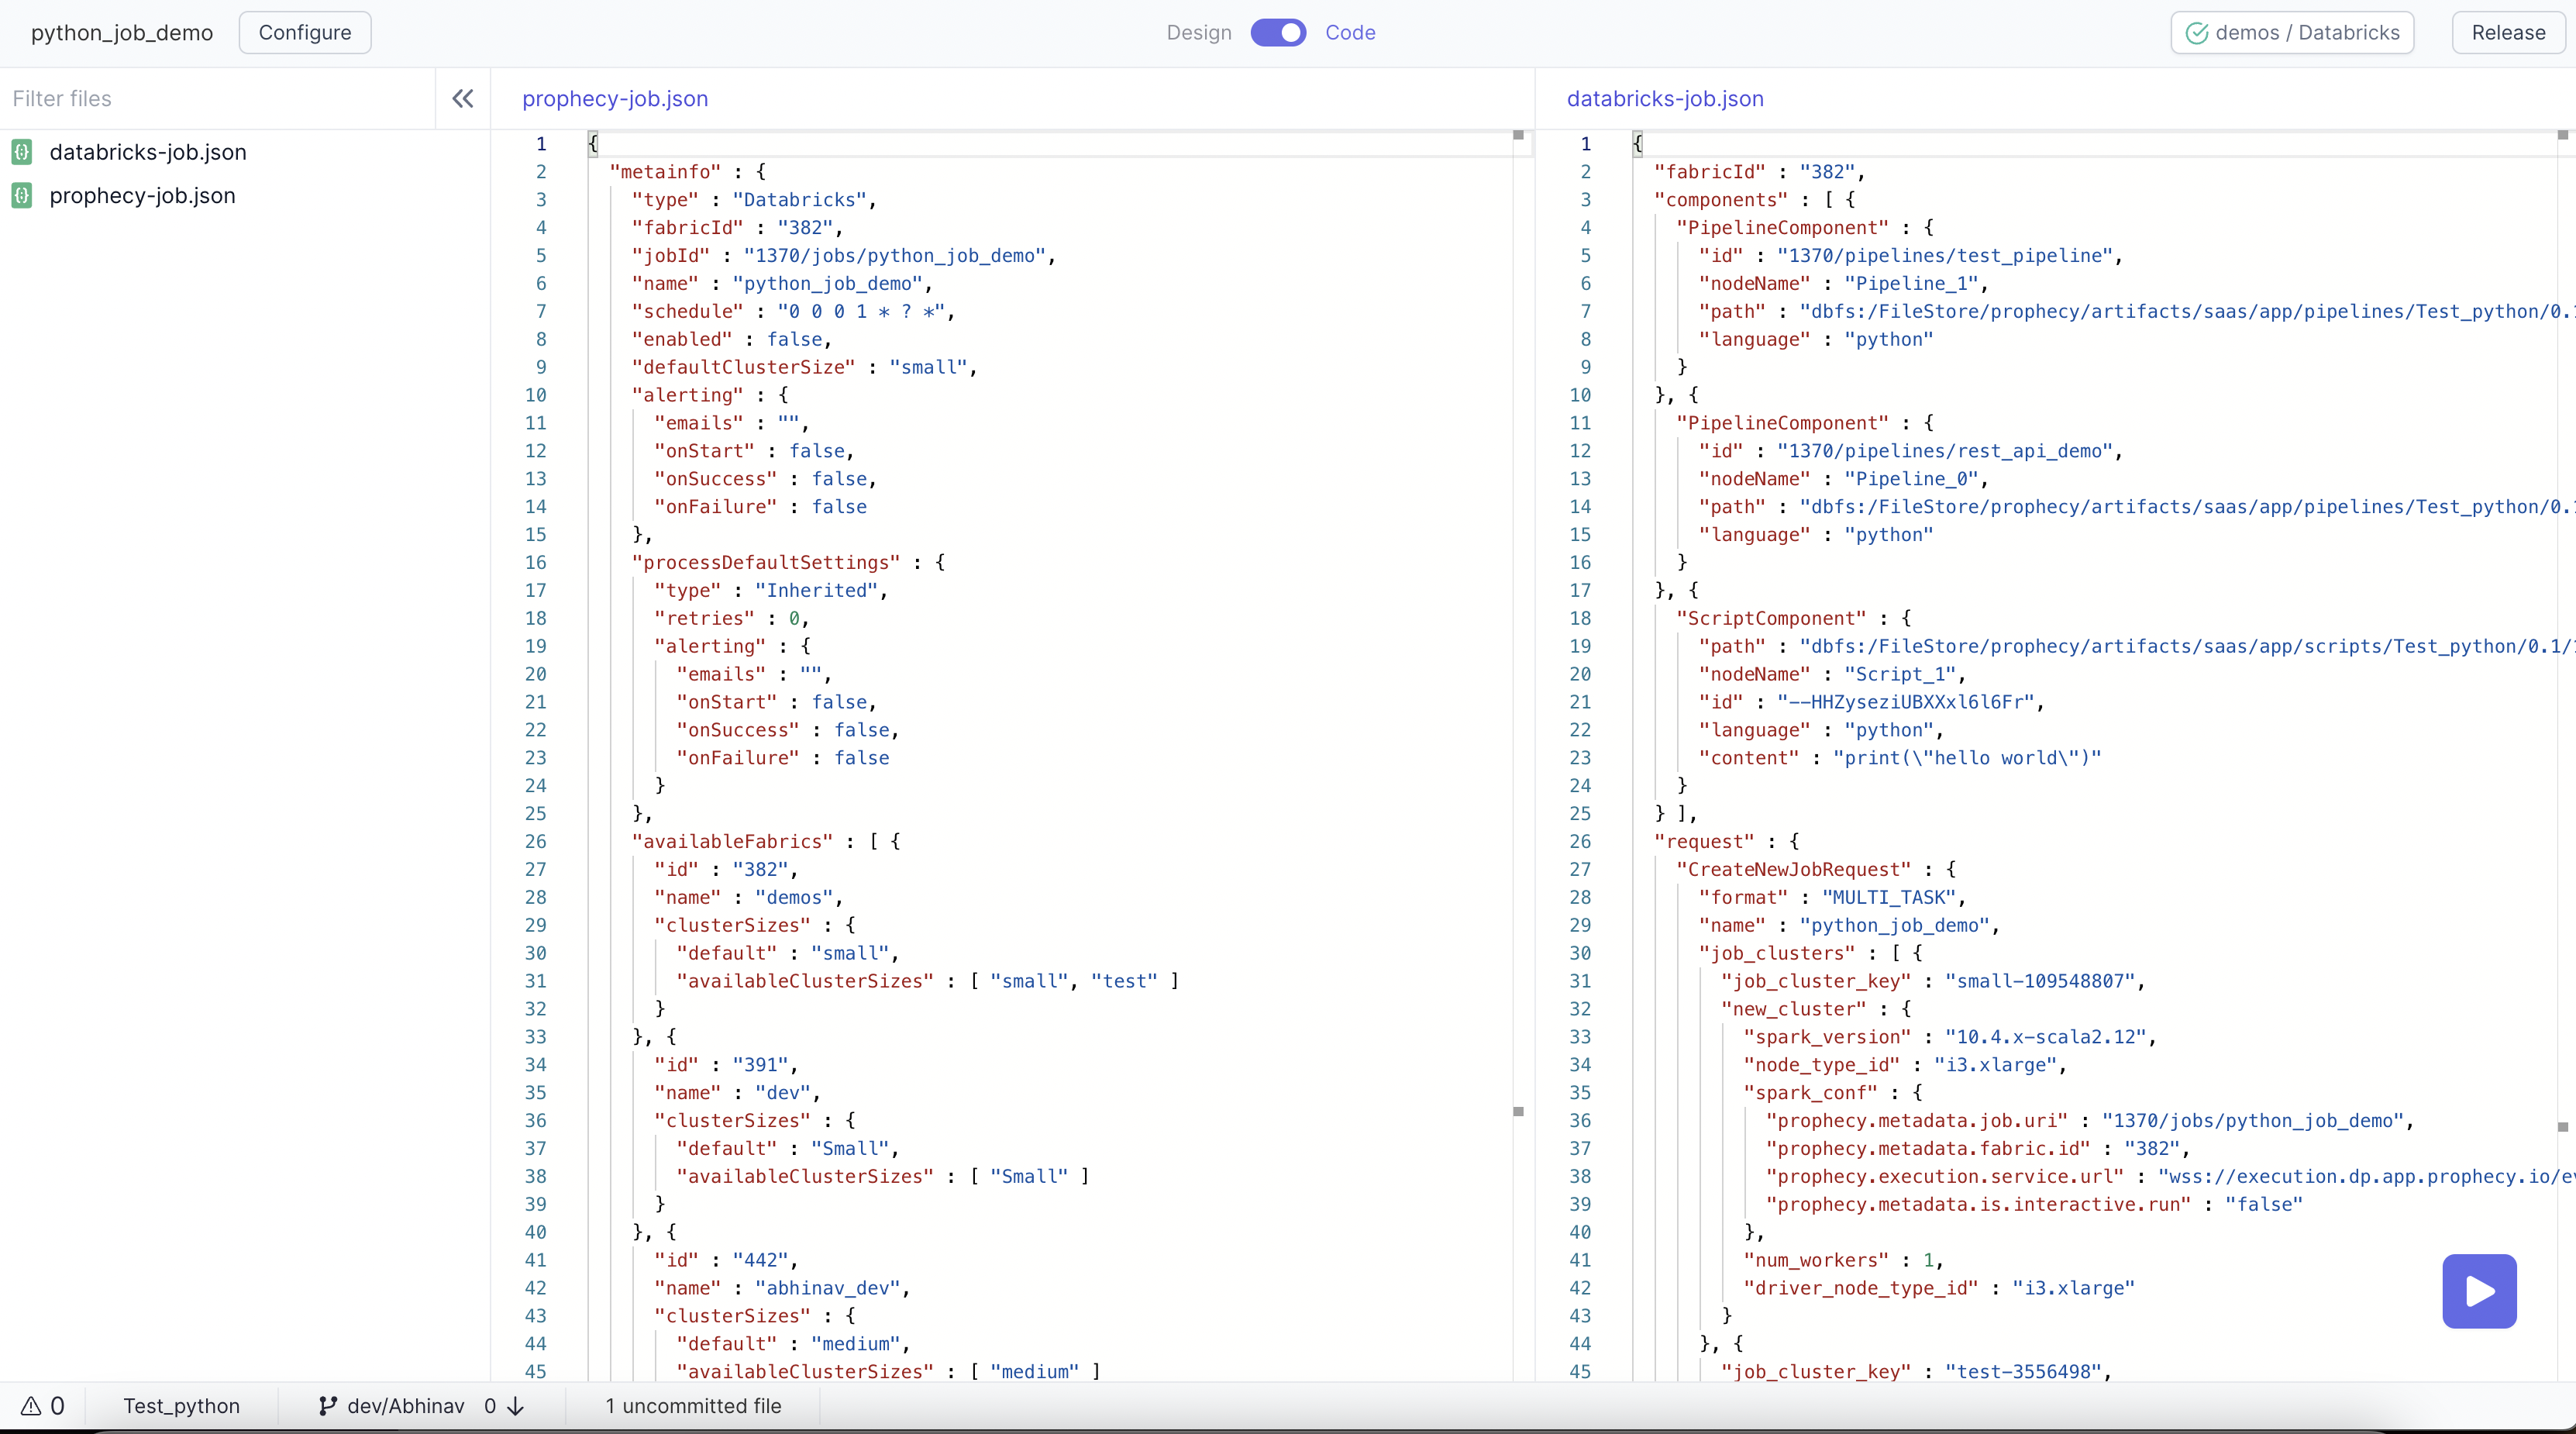 python_job_demo
Configure
Design
Code
demos / Databricks
Release
Filter files
databricks-job.json
prophecy-job.json
prophecy-job.json
1 {
2 "metainfo" : {
3 "type" : "Databricks",
4 "fabricId" : "382",
5 "jobId" : "1370/jobs/python_job_demo",
6 "name" : "python_job_demo",
7 "schedule" : "0 0 0 1 * ? *",
8 "enabled" : false,
9 "defaultClusterSize" : "small",
10 "alerting" : {
11 "emails" : "",
12 "onStart" : false,
13 "onSuccess" : false,
14 "onFailure" : false
15 },
16 "processDefaultSettings" : {
17 "type" : "Inherited",
18 "retries" : 0,
19 "alerting" : {
20 "emails" : "",
21 "onStart" : false,
22 "onSuccess" : false,
23 "onFailure" : false
24 }
25 },
26 "availableFabrics" : [ {
27 "id" : "382",
28 "name" : "demos",
29 "clusterSizes" : {
30 "default" : "small",
31 "availableClusterSizes" : [ "small", "test" ]
32 }
33 }, {
34 "id" : "391",
35 "name" : "dev",
36 "clusterSizes" : {
37 "default" : "Small",
38 "availableClusterSizes" : [ "Small" ]
39 }
40 }, {
41 "id" : "442",
42 "name" : "abhinav_dev",
43 "clusterSizes" : {
44 "default" : "medium",
45 "availableClusterSizes" : [ "medium" ]
databricks-job.json
1 {
2 "fabricId" : "382",
3 "components" : [ {
4 "PipelineComponent" : {
5 "id" : "1370/pipelines/test_pipeline",
6 "nodeName" : "Pipeline_1",
7 "path" : "dbfs:/FileStore/prophecy/artifacts/saas/app/pipelines/Test_python/0.
8 "language" : "python"
9 }
10 }, {
11 "PipelineComponent" : {
12 "id" : "1370/pipelines/rest_api_demo",
13 "nodeName" : "Pipeline_0",
14 "path" : "dbfs:/FileStore/prophecy/artifacts/saas/app/pipelines/Test_python/0.
15 "language" : "python"
16 }
17 }, {
18 "ScriptComponent" : {
19 "path" : "dbfs:/FileStore/prophecy/artifacts/saas/app/scripts/Test_python/0.1/
20 "nodeName" : "Script_1",
21 "id" : "--HHZyseziUBXXxl6l6Fr",
22 "language" : "python",
23 "content" : "print(\"hello world\")"
24 }
25 } ],
26 "request" : {
27 "CreateNewJobRequest" : {
28 "format" : "MULTI_TASK",
29 "name" : "python_job_demo",
30 "job_clusters" : [ {
31 "job_cluster_key" : "small-109548807",
32 "new_cluster" : {
33 "spark_version" : "10.4.x-scala2.12",
34 "node_type_id" : "i3.xlarge",
35 "spark_conf" : {
36 "prophecy.metadata.job.uri" : "1370/jobs/python_job_demo",
37 "prophecy.metadata.fabric.id" : "382",
38 "prophecy.execution.service.url" : "wss://execution.dp.app.prophecy.io/e
39 "prophecy.metadata.is.interactive.run" : "false"
40 },
41 "num_workers" : 1,
42 "driver_node_type_id" : "i3.xlarge"
43 }
44 }, {
45 "job_cluster_key" : "test-3556498",
0
Test_python
dev/Abhinav
0
1 uncommitted file